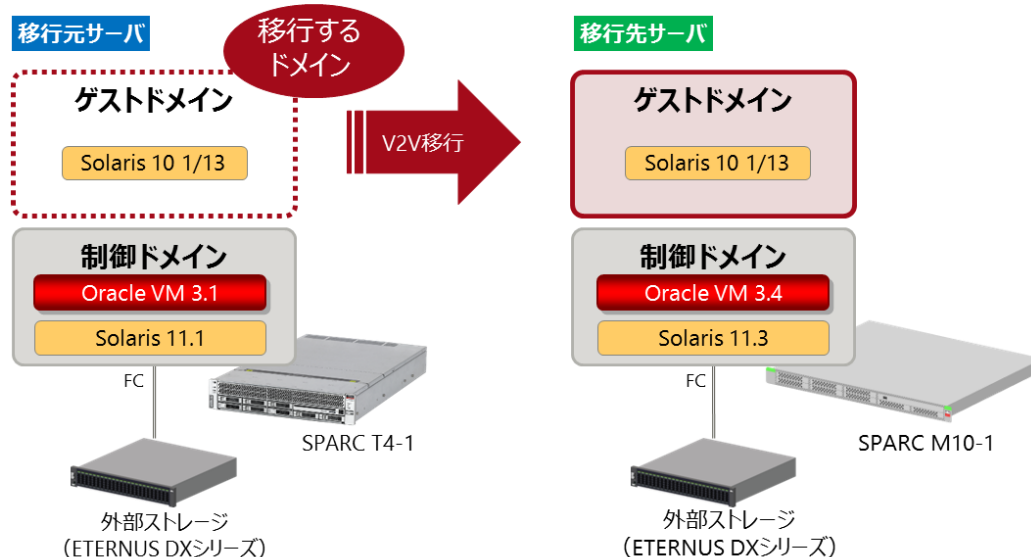 移行元サーバ
移行する
ドメイン
ゲストドメイン
Solaris 10 1/13
V2V移行
制御ドメイン
Oracle VM 3.1
Solaris 11.1
FC
SPARC T4-1
外部ストレージ
(ETERNUS DXシリーズ)
移行先サーバ
ゲストドメイン
Solaris 10 1/13
制御ドメイン
Oracle VM 3.4
Solaris 11.3
FC
SPARC M10-1
外部ストレージ
(ETERNUS DXシリーズ)